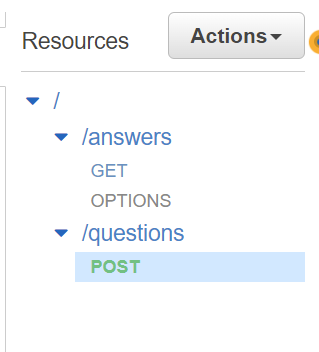 Resources Actions
/
/answers
GET
OPTIONS
/questions
POST